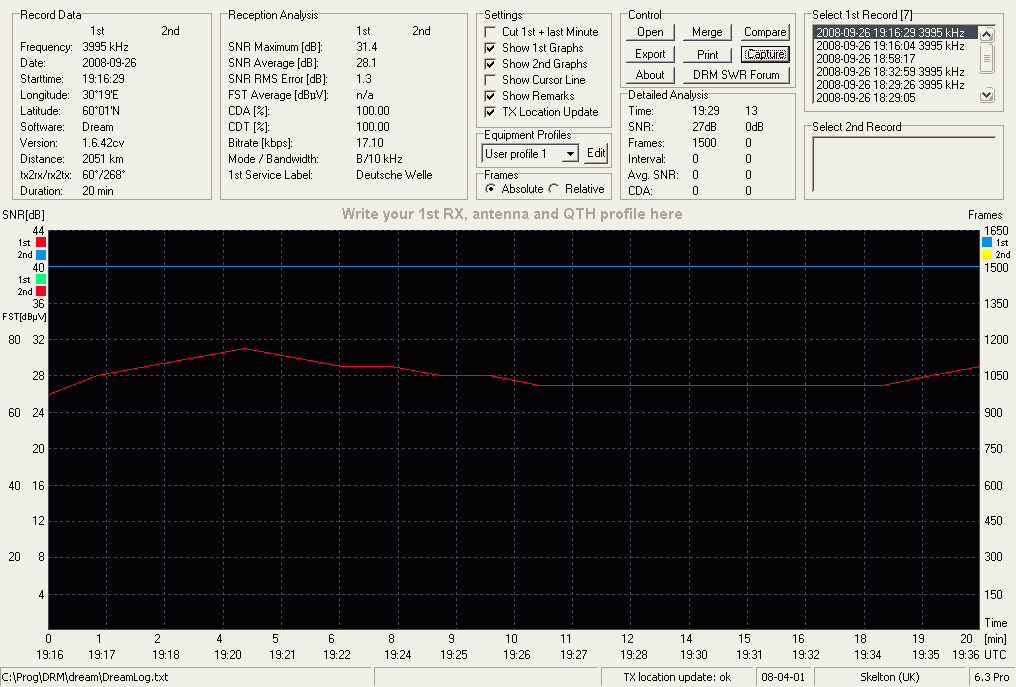 Record Data
1st 2nd
Frequency: 3995 kHz
Date: 2008-09-26
Starttime: 19:16:29
Longitude: 30°19'E
Latitude: 60°01'N
Software: Dream
Version: 1.6.42cv
Distance: 2051 km
tx2rx/rx2tx: 60°/268°
Duration: 20 min
Reception Analysis
1st 2nd
SNR Maximum [dB]: 31.4
SNR Average [dB]: 28.1
SNR RMS Error [dB]: 1.3
FST Average [dBµV]: n/a
CDA [%]: 100.00
CDT [%]: 100.00
Bitrate [kbps]: 17.10
Mode / Bandwidth: B/10 kHz
1st Service Label: Deutsche Welle
Settings
Cut 1st + last Minute
Show 1st Graphs
Show 2nd Graphs
Show Cursor Line
Show Remarks
TX Location Update
Equipment Profiles
User profile 1 Edit
Frames
Absolute Relative
Control
Open Merge Compare
Export Print Capture
About DRM SWR Forum
Detailed Analysis
Time: 19:29 13
SNR: 27dB 0dB
Frames: 1500 0
Interval: 0 0
Avg. SNR: 0 0
CDA: 0 0
Select 1st Record [7]
2008-09-26 19:16:29 3995 kHz
2008-09-26 19:16:04 3995 kHz
2008-09-26 18:58:17
2008-09-26 18:32:59 3995 kHz
2008-09-26 18:29:26 3995 kHz
2008-09-26 18:29:05
Select 2nd Record
SNR[dB] Write your 1st RX, antenna and QTH profile here Frames
44 1650
1st 1st
2nd 2nd
40 1500
1st
2nd
36 1350
FST[dBµV]
80 32 1200
28 1050
60 24 900
20 750
40 16 600
12 450
20 8 300
4 150
Time
0 1 2 4 5 6 8 9 10 11 12 14 15 16 18 19 20 [min]
19:16 19:17 19:18 19:20 19:21 19:22 19:24 19:25 19:26 19:27 19:28 19:30 19:31 19:32 19:34 19:35 19:36 UTC
C:\Prog\DRM\dream\DreamLog.txt TX location update: ok 08-04-01 Skelton (UK) 6.3 Pro